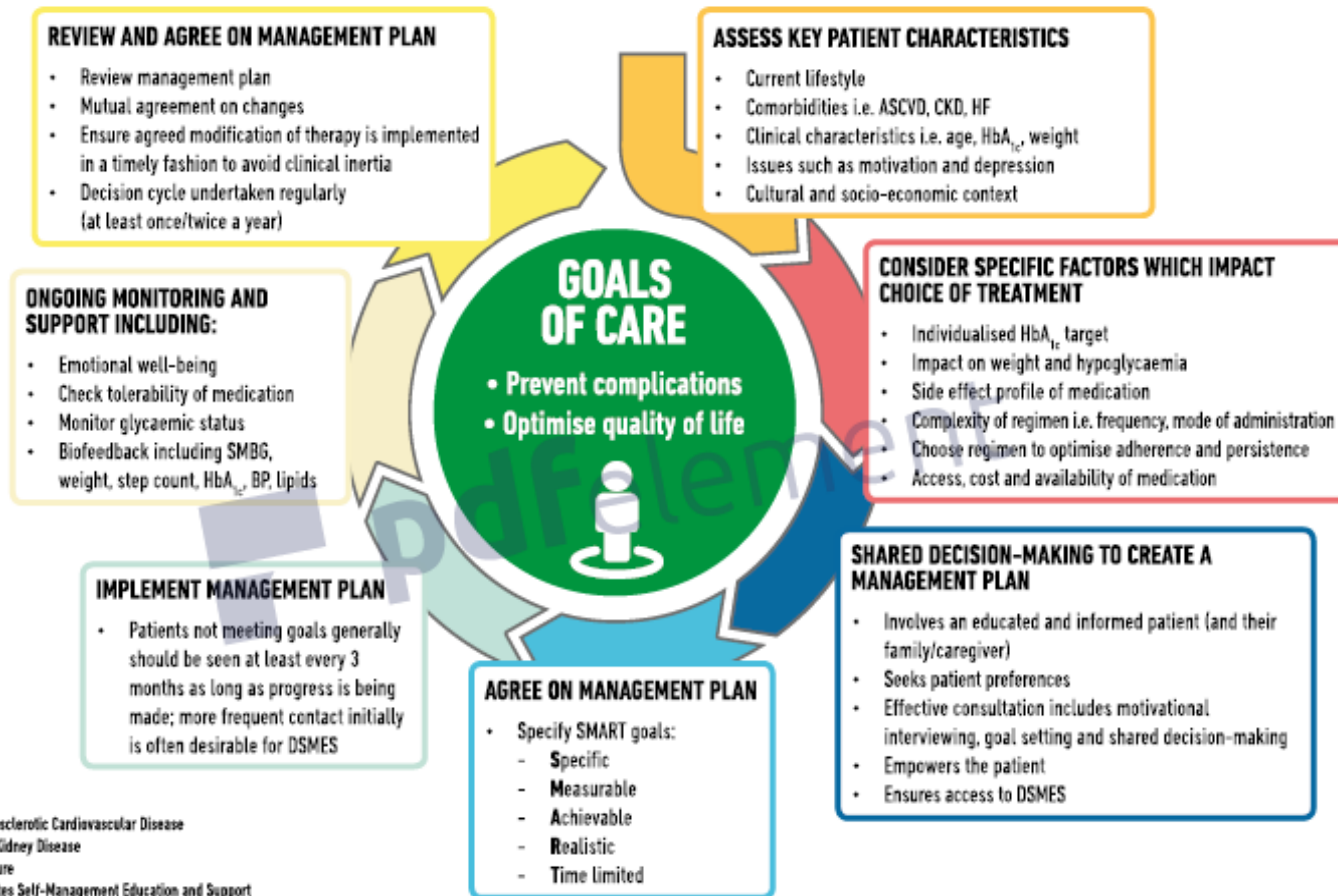 REVIEW AND AGREE ON MANAGEMENT PLAN
• Review management plan
• Mutual agreement on changes
• Ensure agreed modification of therapy is implemented
in a timely fashion to avoid clinical inertia
• Decision cycle undertaken regularly
(at least once/twice a year)
ASSESS KEY PATIENT CHARACTERISTICS
• Current lifestyle
• Comorbidities i.e. ASCVD, CKD, HF
• Clinical characteristics i.e. age, HbA1c, weight
• Issues such as motivation and depression
• Cultural and socio-economic context
CONSIDER SPECIFIC FACTORS WHICH IMPACT
CHOICE OF TREATMENT
• Individualised HbA1c target
• Impact on weight and hypoglycaemia
• Side effect profile of medication
• Complexity of regimen i.e. frequency, mode of administration
• Choose regimen to optimise adherence and persistence
• Access, cost and availability of medication
SHARED DECISION-MAKING TO CREATE A
MANAGEMENT PLAN
• Involves an educated and informed patient (and their
family/caregiver)
• Seeks patient preferences
• Effective consultation includes motivational
interviewing, goal setting and shared decision-making
• Empowers the patient
• Ensures access to DSMES
AGREE ON MANAGEMENT PLAN
• Specify SMART goals:
- Specific
- Measurable
- Achievable
- Realistic
- Time limited
IMPLEMENT MANAGEMENT PLAN
• Patients not meeting goals generally
should be seen at least every 3
months as long as progress is being
made; more frequent contact initially
is often desirable for DSMES
ONGOING MONITORING AND
SUPPORT INCLUDING:
• Emotional well-being
• Check tolerability of medication
• Monitor glycaemic status
• Biofeedback including SMBG,
weight, step count, HbA1c, BP, lipids
GOALS
OF CARE
• Prevent complications
• Optimise quality of life
pdfelement
sclerotic Cardiovascular Disease
Kidney Disease
ure
tes Self-Management Education and Support